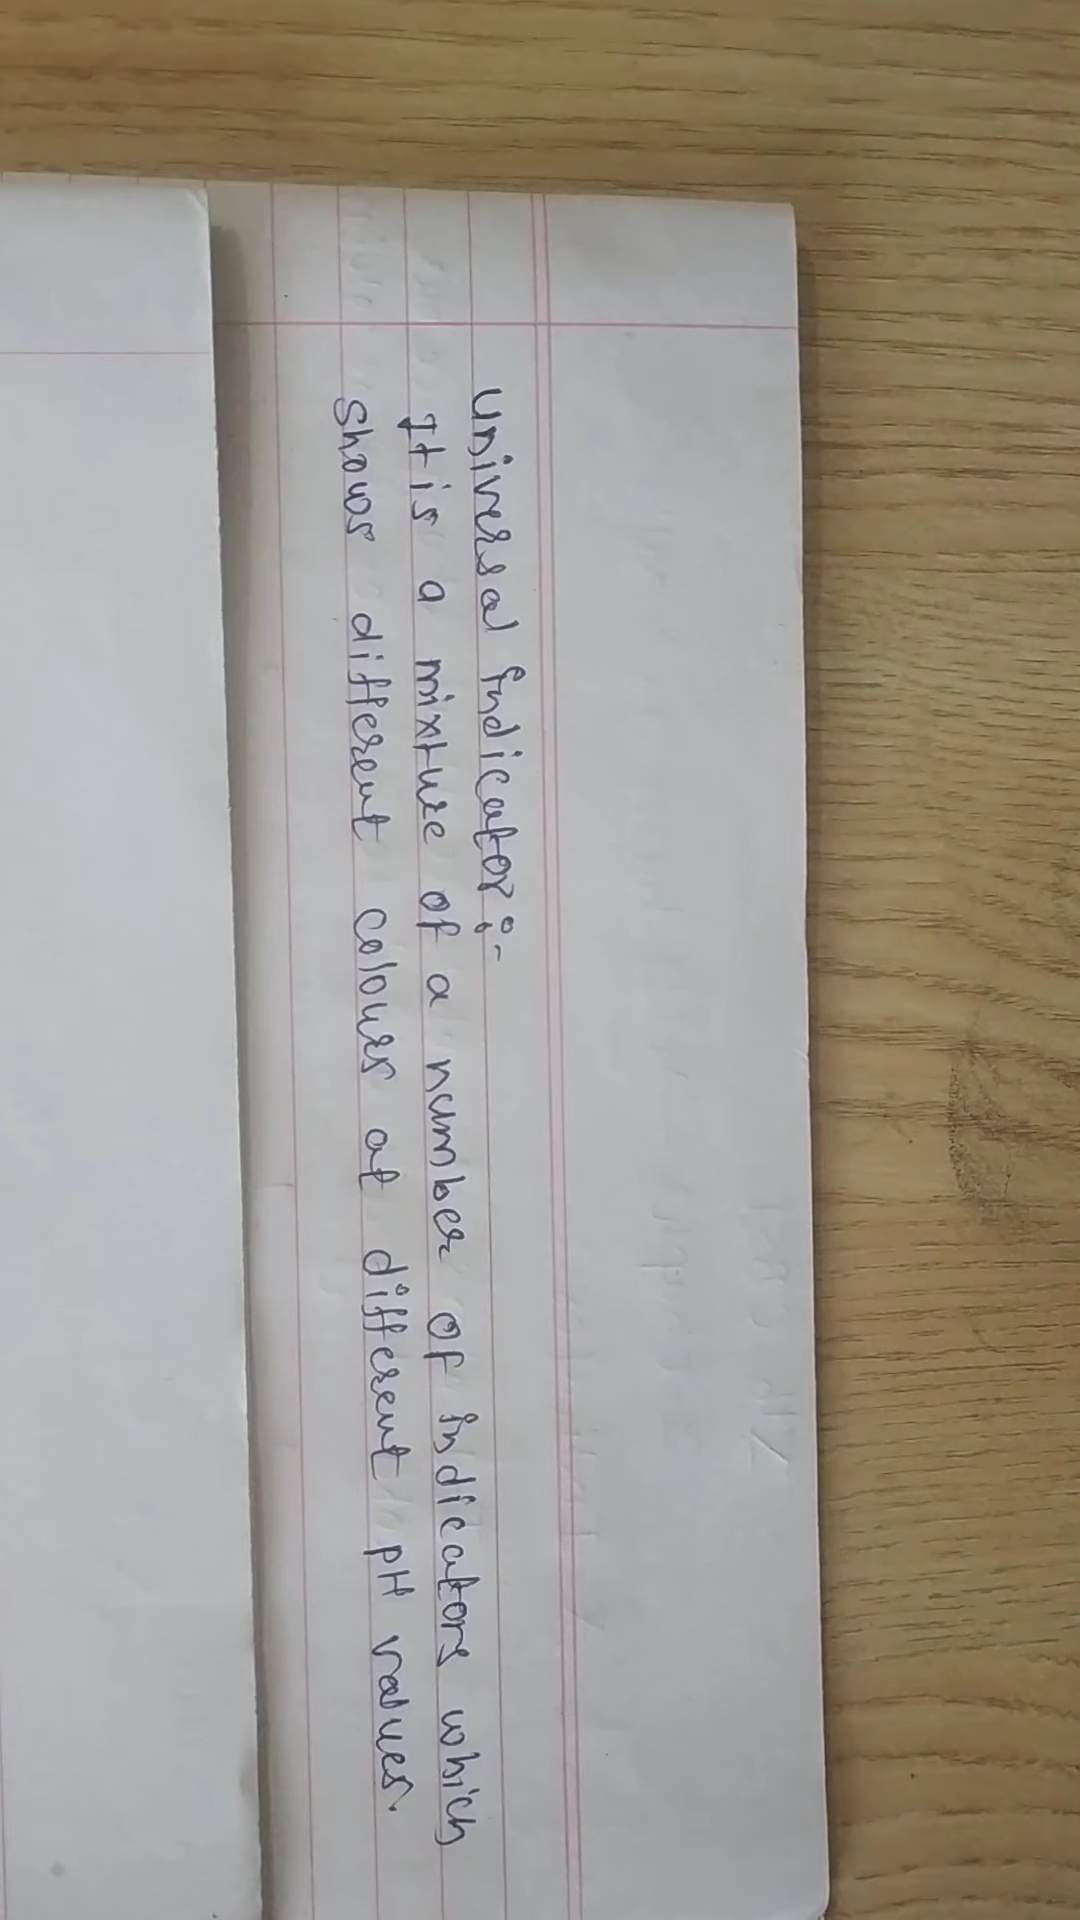 Universal indicator :-
It is a mixture of a number of indicators which
shows different colours at different pH values.